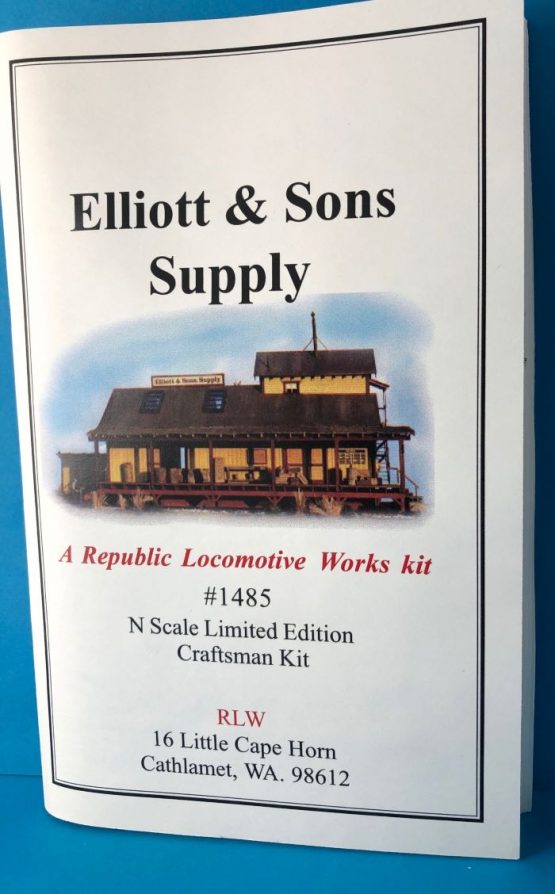 Elliott & Sons
Supply
Elliott & Sons Supply
A Republic Locomotive Works kit
#1485
N Scale Limited Edition
Craftsman Kit
RLW
16 Little Cape Horn
Cathlamet, WA. 98612